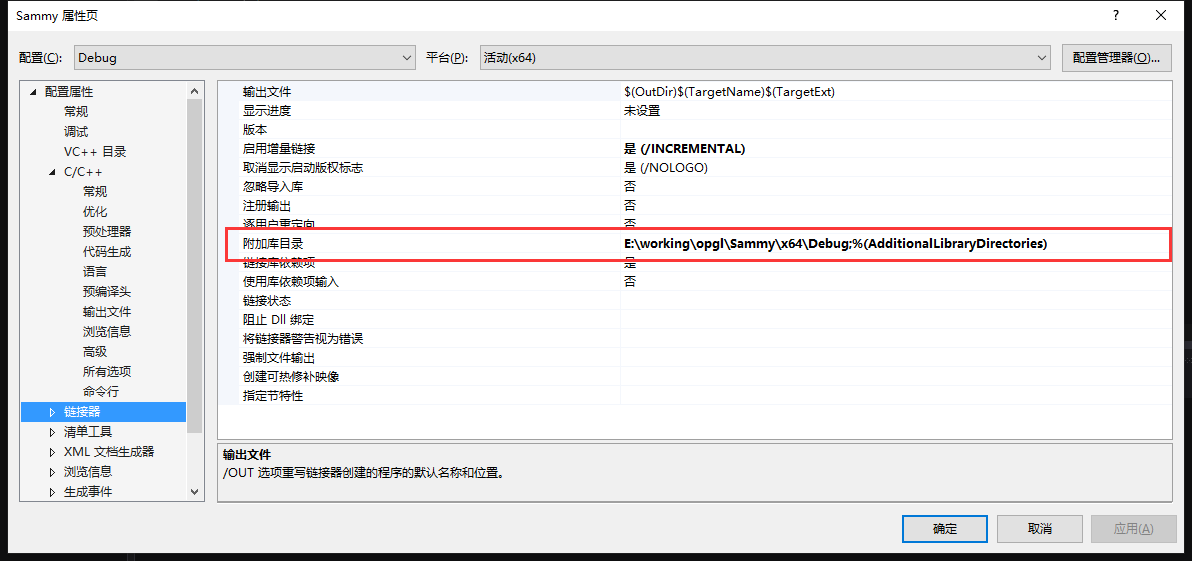 Sammy 属性页
配置(C): Debug 平台(P): 活动(x64) 配置管理器(O)...
配置属性
常规
调试
VC++ 目录
C/C++
常规
优化
预处理器
代码生成
语言
预编译头
输出文件
浏览信息
高级
所有选项
命令行
链接器
清单工具
XML 文档生成器
浏览信息
生成事件
输出文件 $(OutDir)$(TargetName)$(TargetExt)
显示进度 未设置
版本
启用增量链接 是 (/INCREMENTAL)
取消显示启动版权标志 是 (/NOLOGO)
忽略导入库 否
注册输出 否
逐用户重定向 否
附加库目录 E:\working\opgl\Sammy\x64\Debug;%(AdditionalLibraryDirectories)
链接库依赖项 是
使用库依赖项输入 否
链接状态
阻止 Dll 绑定
将链接器警告视为错误
强制文件输出
创建可热修补映像
指定节特性
输出文件
/OUT 选项重写链接器创建的程序的默认名称和位置。
确定 取消 应用(A)